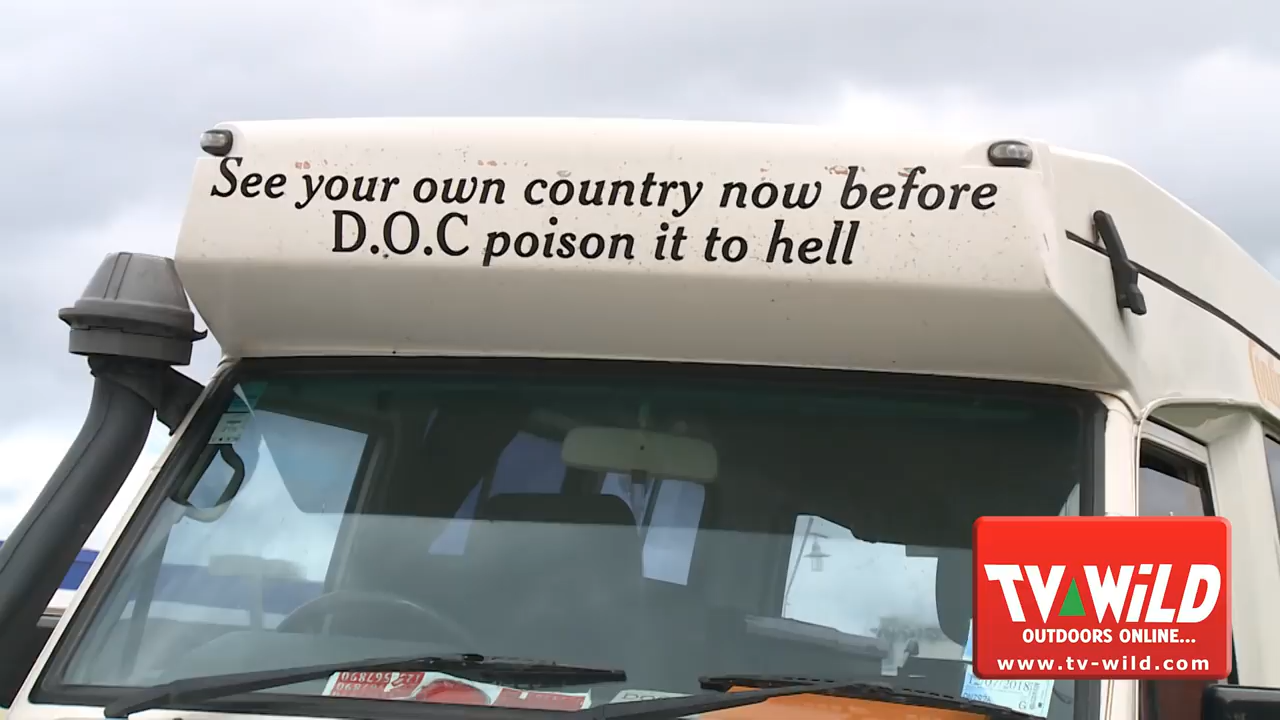 See your own country now before
D.O.C poison it to hell
TV WiLD
OUTDOORS ONLINE...
www.tv-wild.com